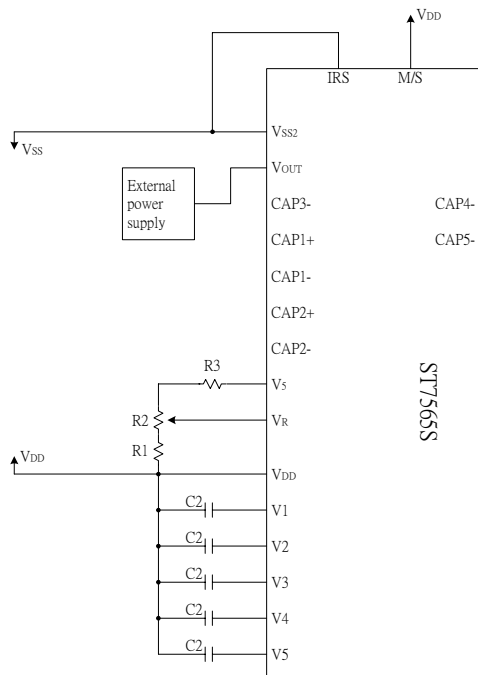 VDD
IRS M/S
VSS2
VSS
VOUT
External
power
supply
CAP3- CAP4-
CAP1+ CAP5-
CAP1-
CAP2+
CAP2-
R3
V5
R2 VR
R1
VDD VDD
C2 V1
C2 V2
C2 V3
C2 V4
C2 V5
ST7565S